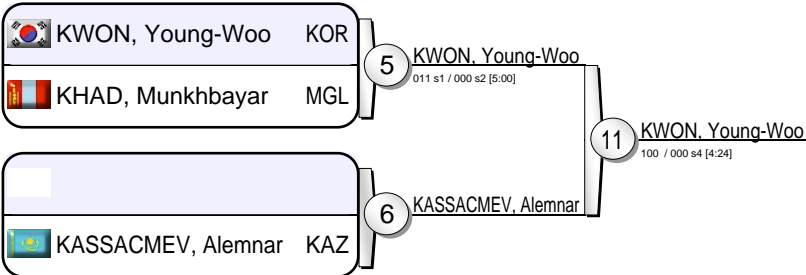 KWON, Young-Woo KOR
KHAD, Munkhbayar MGL
5
KWON, Young-Woo
011 s1 / 000 s2 [5:00]
11
KWON, Young-Woo
100 / 000 s4 [4:24]
KASSACMEV, Alemnar KAZ
6
KASSACMEV, Alemnar